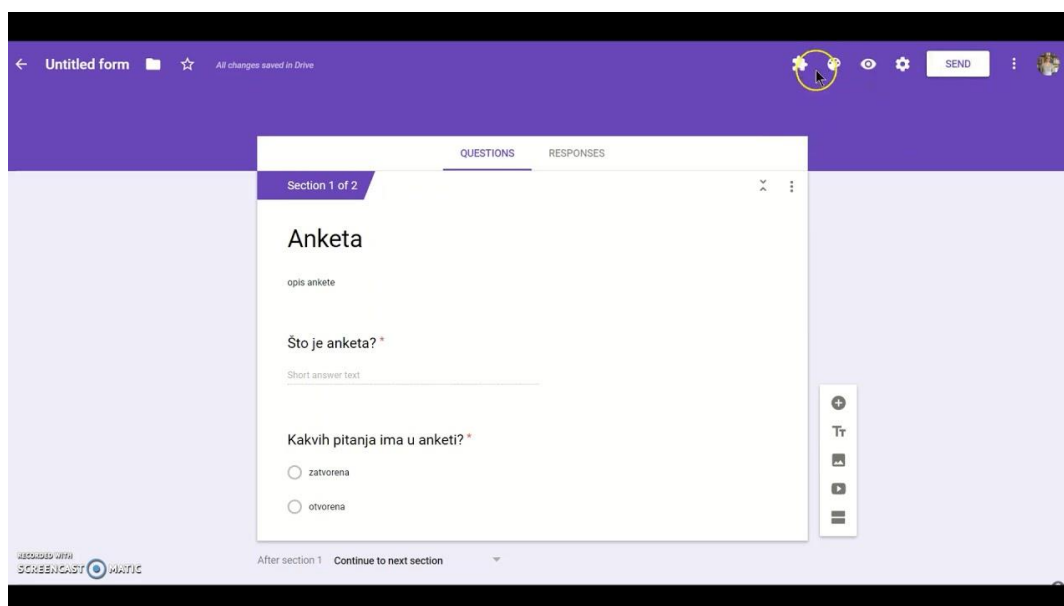 Untitled form
All changes saved in Drive
SEND
QUESTIONS RESPONSES
Section 1 of 2
Anketa
opis ankete
Što je anketa? *
Short answer text
Kakvih pitanja ima u anketi? *
zatvorena
otvorena
Tт
After section 1 Continue to next section
RECORDED WITH
SCREENCAST O MATIC